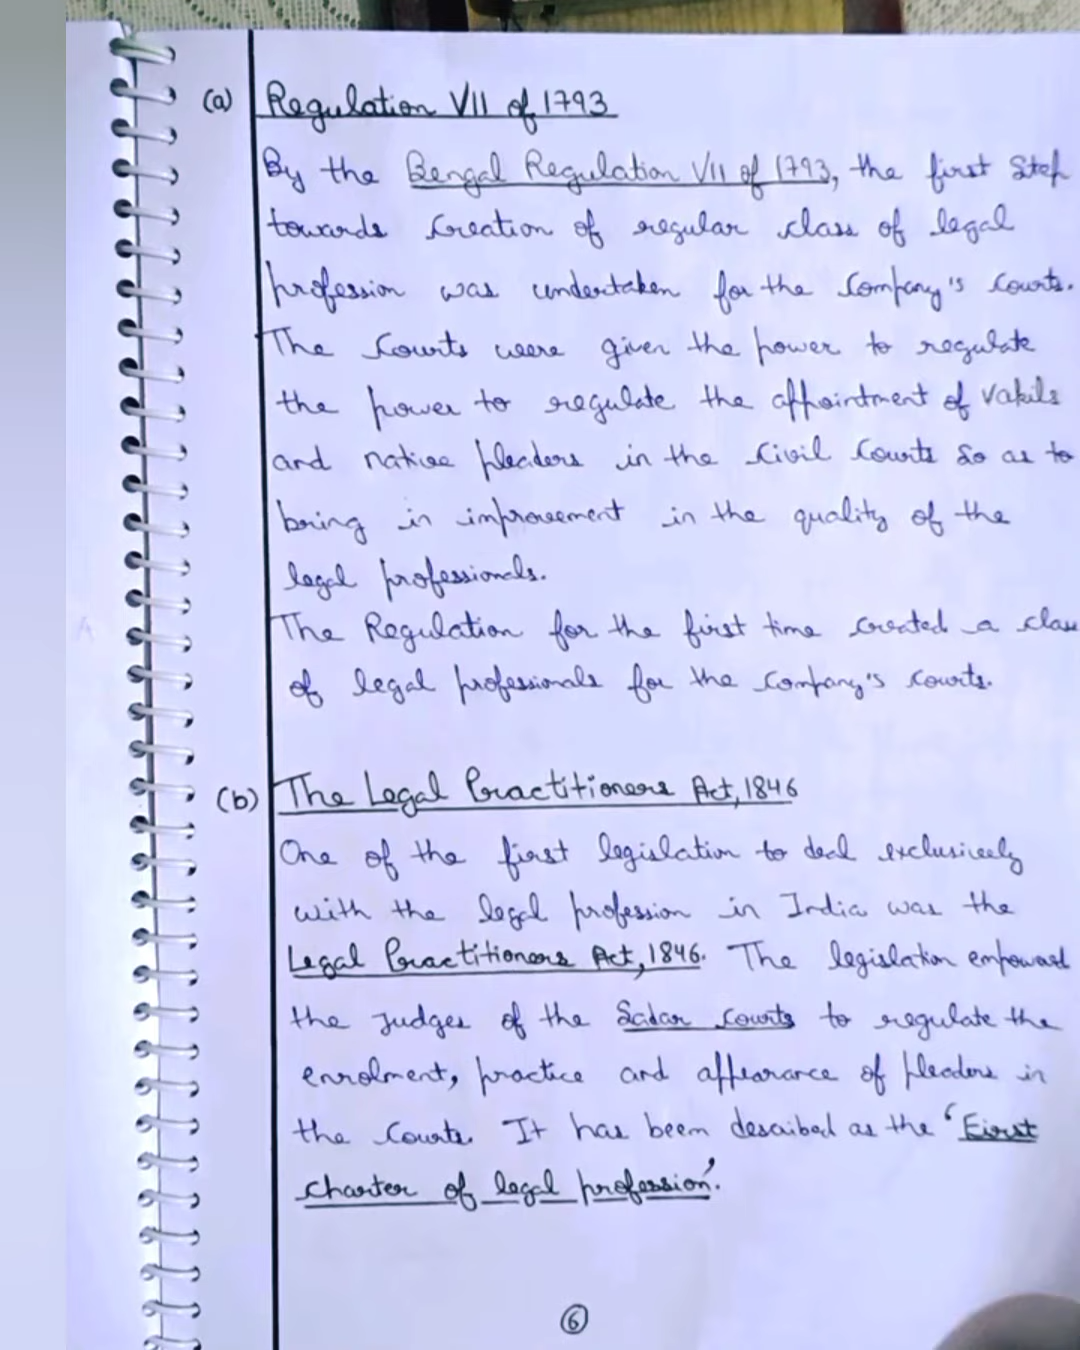 (a) Regulation VII of 1793
By the Bengal Regulation VII of 1793, the first Step
towards creation of regular class of legal
profession was undertaken for the Company's Courts.
The Courts were given the power to regulate
the power to regulate the appointment of Vakils
and native pleaders in the Civil Courts so as to
bring in improvement in the quality of the
legal professionals.
The Regulation for the first time created a class
of legal professionals for the Company's Courts.
(b) The Legal Practitioners Act, 1846
One of the first legislation to deal exclusively
with the legal profession in India was the
Legal Practitioners Act, 1846. The legislation empowered
the Judges of the Sadar Courts to regulate the
enrolment, practice and appearance of pleaders in
the Courts. It has been described as the 'First
charter of legal profession'.
6